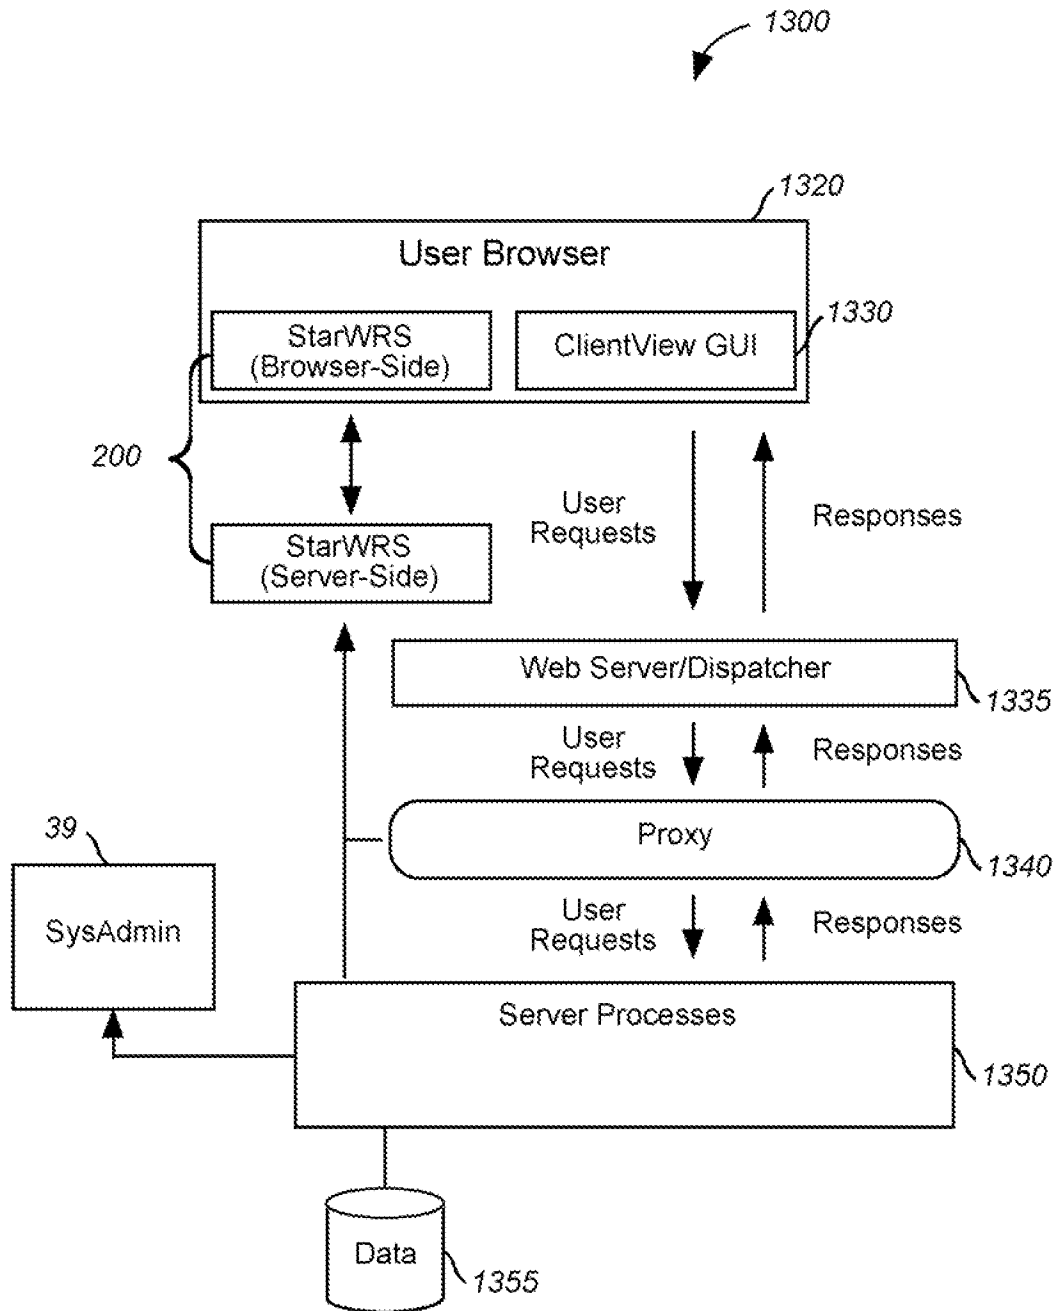 1300
1320
User Browser
1330
StarWRS
(Browser-Side)
ClientView GUI
200
User
Requests
Responses
StarWRS
(Server-Side)
Web Server/Dispatcher
1335
User
Requests
Responses
39
Proxy
1340
SysAdmin
User
Requests
Responses
Server Processes
1350
Data
1355